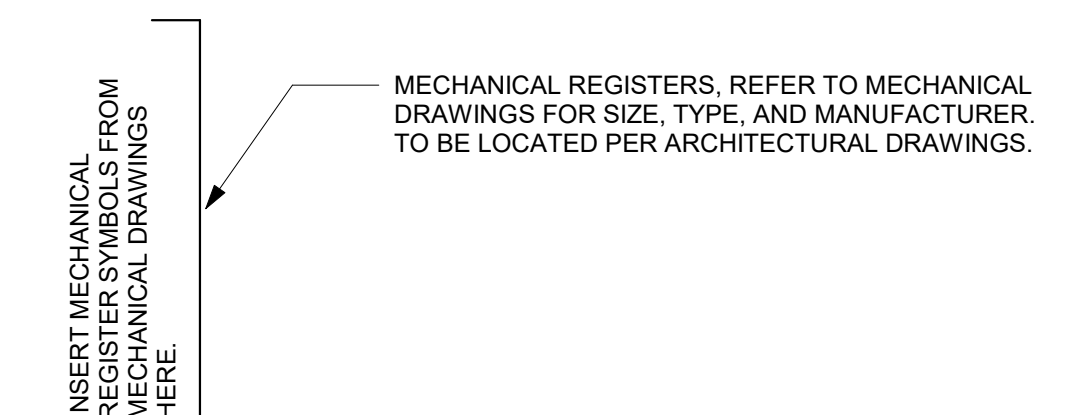 MECHANICAL REGISTERS, REFER TO MECHANICAL
DRAWINGS FOR SIZE, TYPE, AND MANUFACTURER.
TO BE LOCATED PER ARCHITECTURAL DRAWINGS.
NSERT MECHANICAL
REGISTER SYMBOLS FROM
MECHANICAL DRAWINGS
HERE.